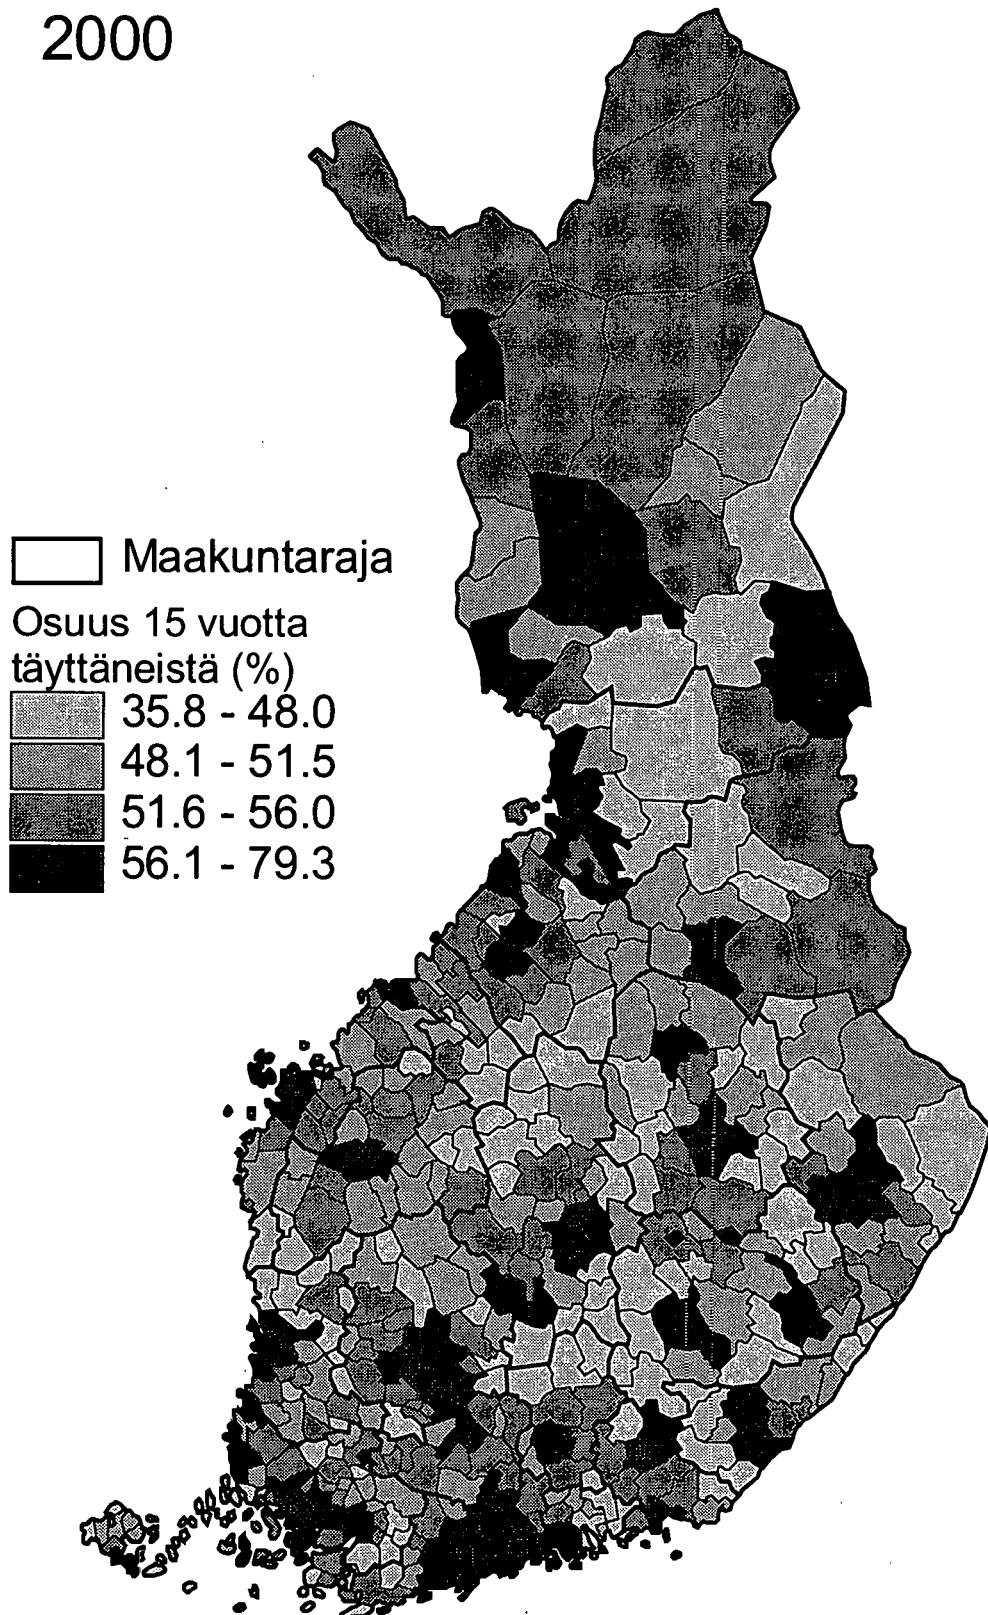 2000
Maakuntaraja
Osuus 15 vuotta
täyttäneistä (%)
35.8 - 48.0
48.1 - 51.5
51.6 - 56.0
56.1 - 79.3